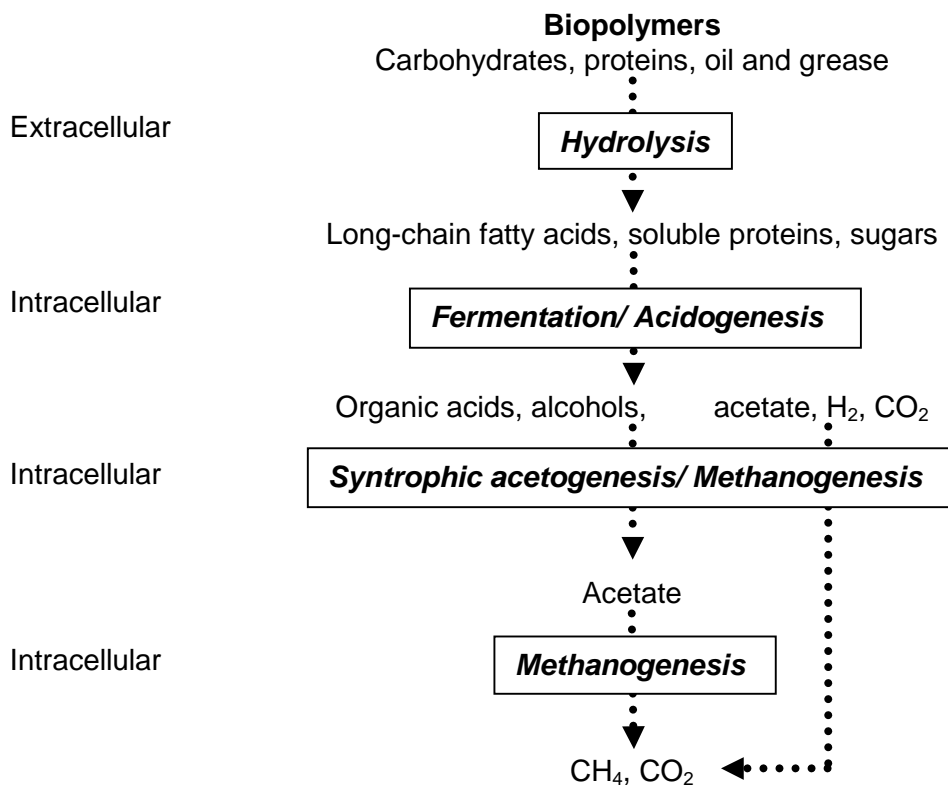 Biopolymers
Carbohydrates, proteins, oil and grease
Extracellular
Hydrolysis
Long-chain fatty acids, soluble proteins, sugars
Intracellular
Fermentation/ Acidogenesis
Organic acids, alcohols, acetate, H₂, CO₂
Intracellular
Syntrophic acetogenesis/ Methanogenesis
Acetate
Intracellular
Methanogenesis
CH₄, CO₂